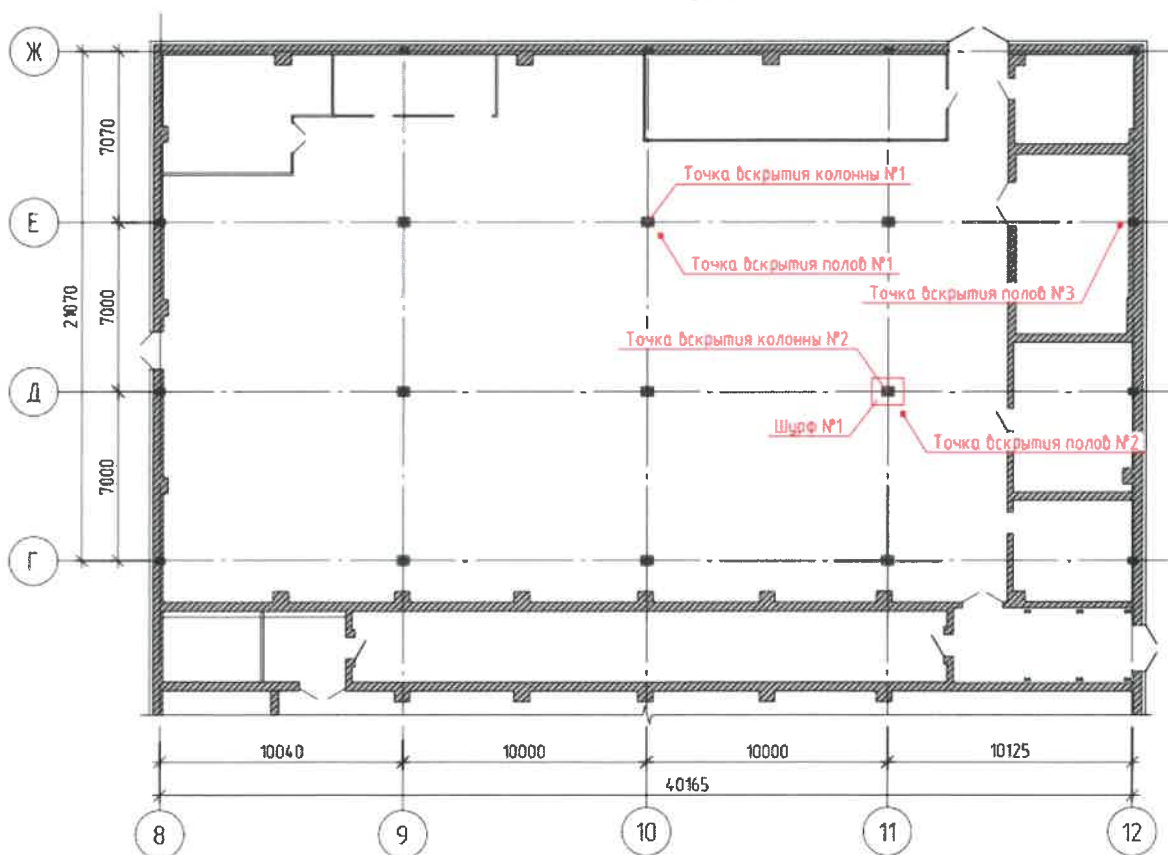 Ж
7070
Точка вскрытия колонны №1
Е
Точка вскрытия полов №1
Точка вскрытия полов №3
21070
7000
Точка вскрытия колонны №2
Д
Шурф №1
Точка вскрытия полов №2
7000
Г
10040
10000
10000
10125
40165
8
9
10
11
12